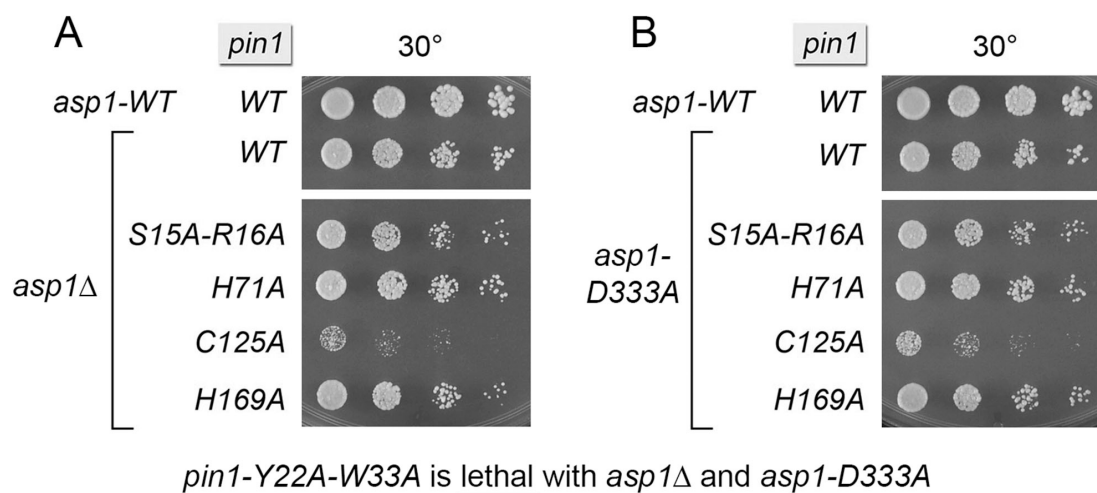 A
pin1
30°
asp1-WT
WT
WT
S15A-R16A
asp1Δ
H71A
C125A
H169A
B
pin1
30°
asp1-WT
WT
WT
S15A-R16A
asp1-
D333A
H71A
C125A
H169A
pin1-Y22A-W33A is lethal with asp1Δ and asp1-D333A